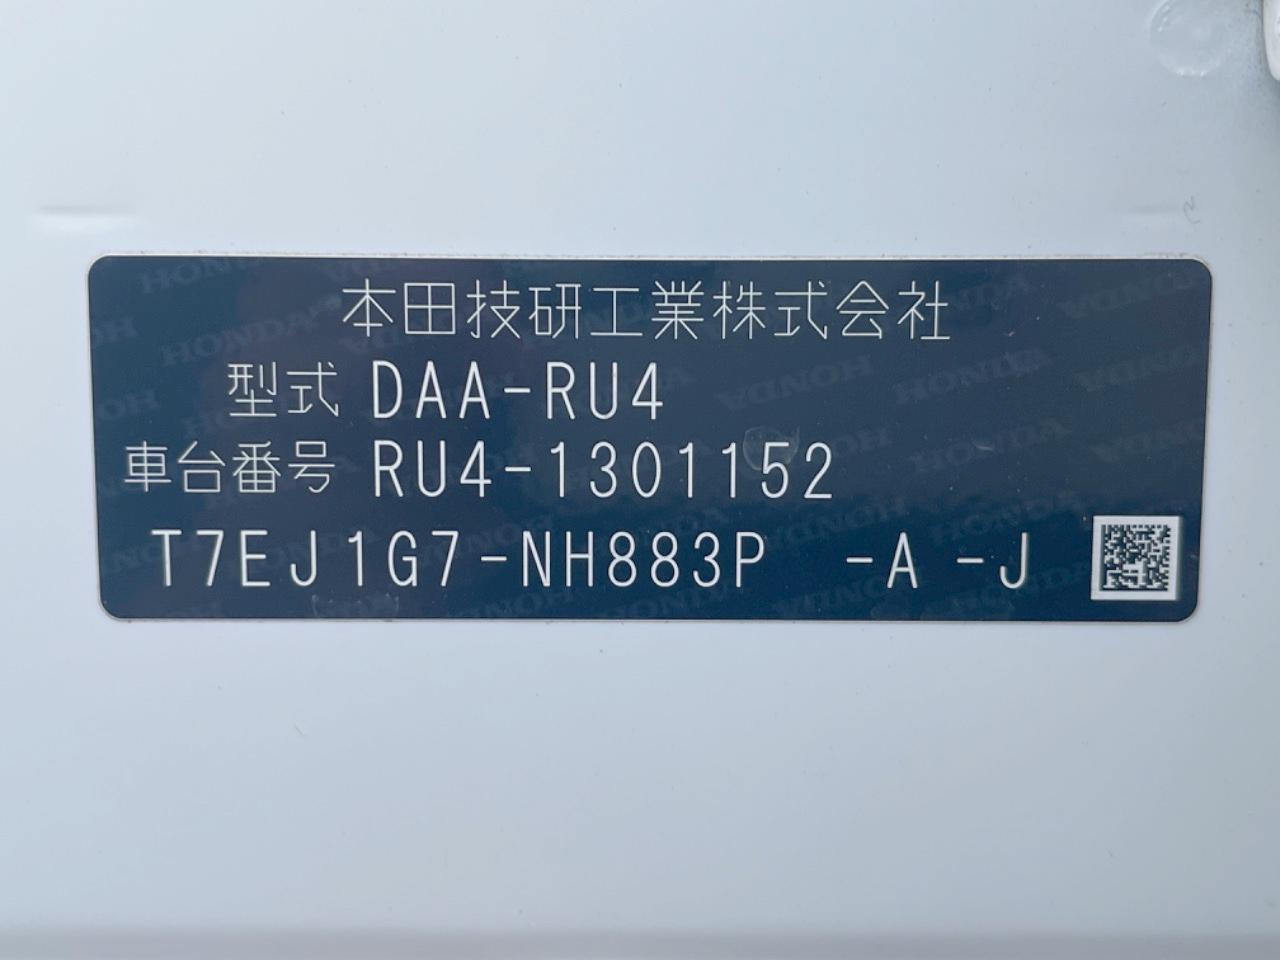 本田技研工業株式会社
型式 DAA-RU4
車台番号 RU4-1301152
T7EJ1G7-NH883P -A -J